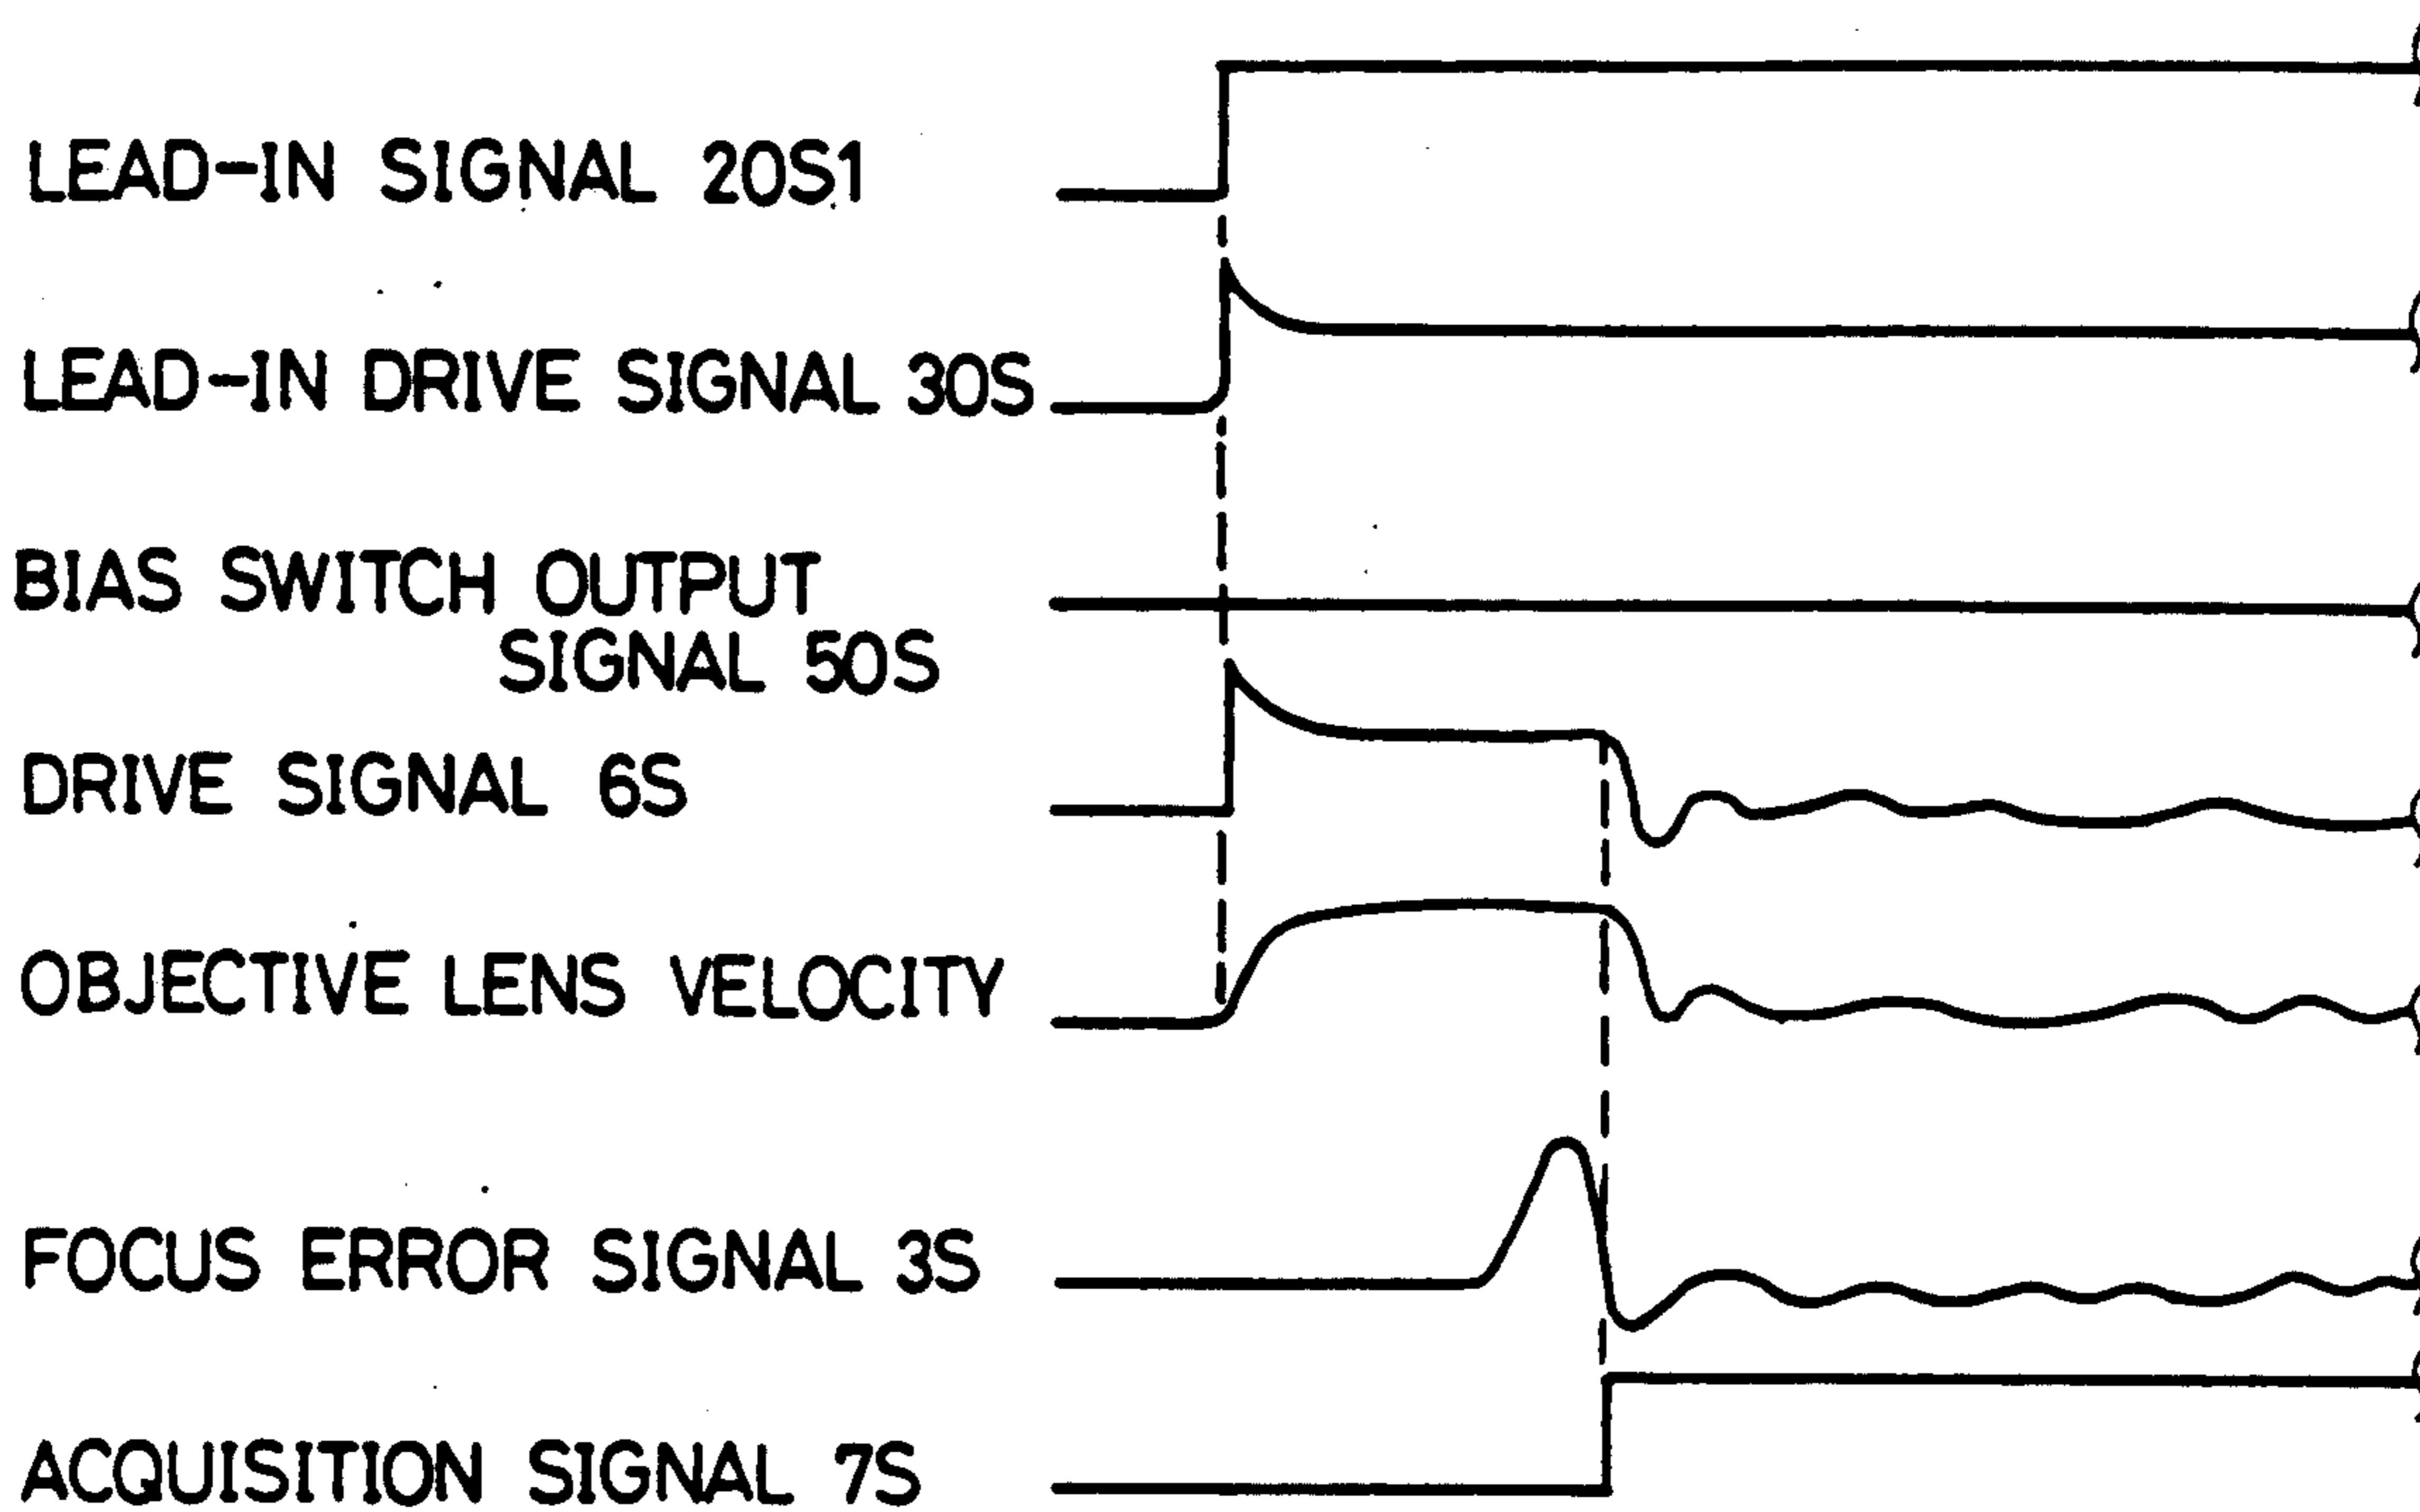 LEAD-IN SIGNAL 20S1
LEAD-IN DRIVE SIGNAL 30S
BIAS SWITCH OUTPUT
SIGNAL 50S
DRIVE SIGNAL 6S
OBJECTIVE LENS VELOCITY
FOCUS ERROR SIGNAL 3S
ACQUISITION SIGNAL 7S